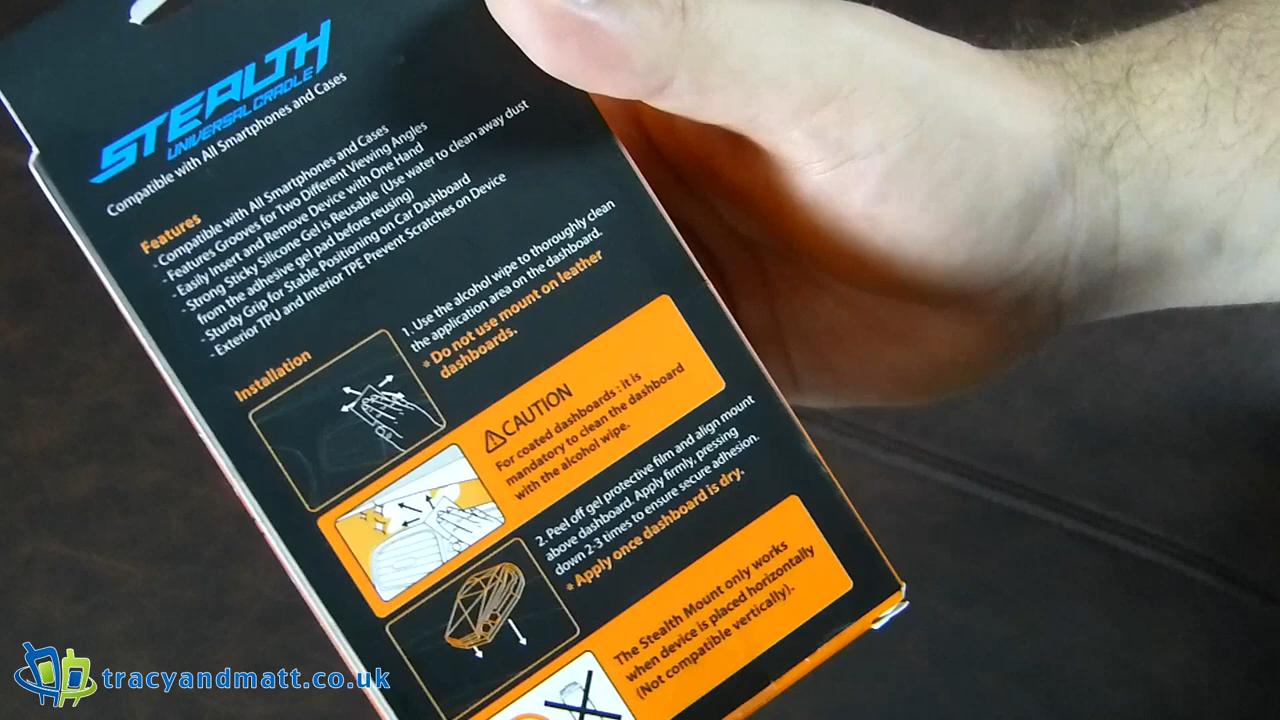 STEALTH
UNIVERSAL CRADLE
Compatible with All Smartphones and Cases
Features
- Compatible with All Smartphones and Cases
- Features Grooves for Two Different Viewing Angles
- Easily Insert and Remove Device with One Hand
- Strong Sticky Silicone Gel is Reusable (Use water to clean away dust
from the adhesive gel pad before reusing)
- Sturdy Grip for Stable Positioning on Car Dashboard
- Exterior TPU and Interior TPE Prevent Scratches on Device
Installation
1. Use the alcohol wipe to thoroughly clean
the application area on the dashboard.
* Do not use mount on leather
dashboards.
CAUTION
For coated dashboards : it is
mandatory to clean the dashboard
with the alcohol wipe.
2. Peel off gel protective film and align mount
above dashboard. Apply firmly, pressing
down 2-3 times to ensure secure adhesion.
* Apply once dashboard is dry.
The Stealth Mount only works
when device is placed horizontally
(Not compatible vertically).
tracyandmatt.co.uk